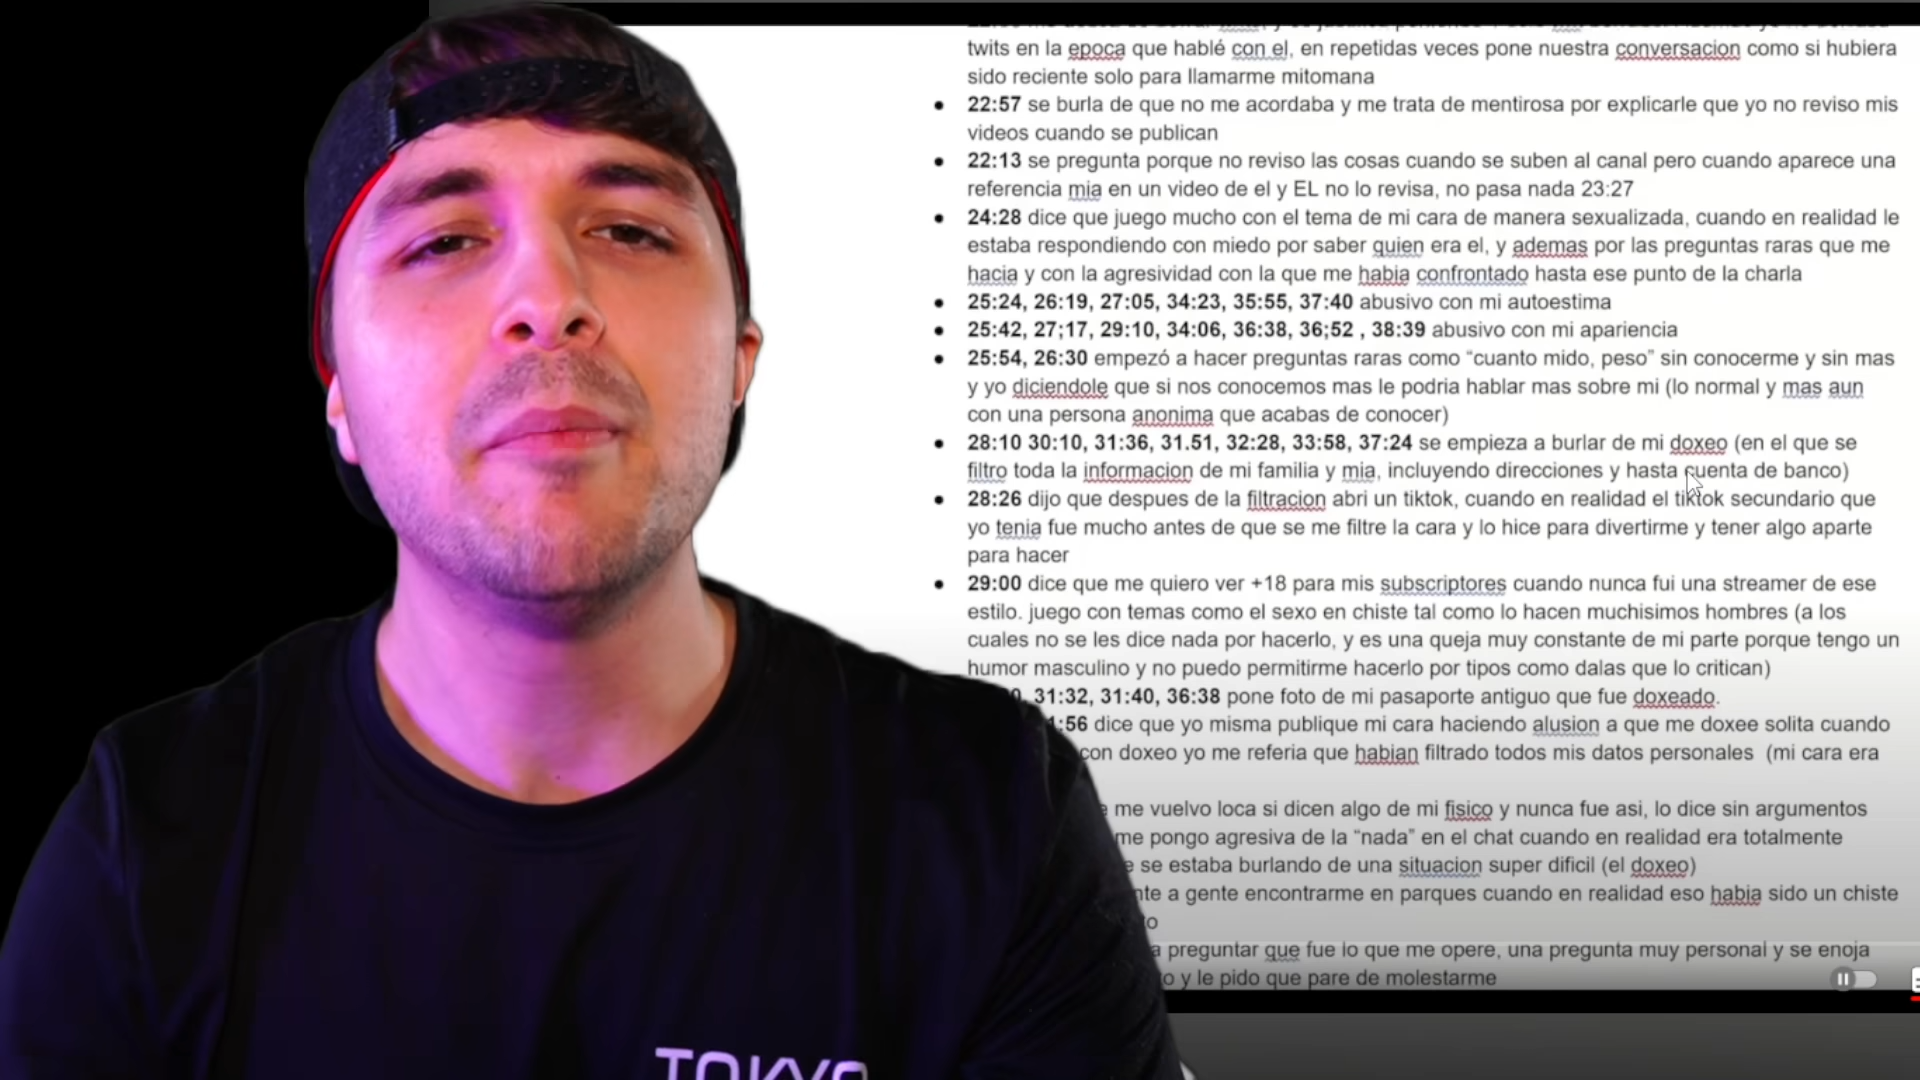 twits en la epoca que hablé con el, en repetidas veces pone nuestra conversacion como si hubiera
sido reciente solo para llamarme mitomana
● 22:57 se burla de que no me acordaba y me trata de mentirosa por explicarle que yo no reviso mis
videos cuando se publican
● 22:13 se pregunta porque no reviso las cosas cuando se suben al canal pero cuando aparece una
referencia mia en un video de el y EL no lo revisa, no pasa nada 23:27
● 24:28 dice que juego mucho con el tema de mi cara de manera sexualizada, cuando en realidad le
estaba respondiendo con miedo por saber quien era el, y ademas por las preguntas raras que me
hacia y con la agresividad con la que me habia confrontado hasta ese punto de la charla
● 25:24, 26:19, 27:05, 34:23, 35:55, 37:40 abusivo con mi autoestima
● 25:42, 27;17, 29:10, 34:06, 36:38, 36;52 , 38:39 abusivo con mi apariencia
● 25:54, 26:30 empezó a hacer preguntas raras como “cuanto mido, peso” sin conocerme y sin mas
y yo diciendole que si nos conocemos mas le podria hablar mas sobre mi (lo normal y mas aun
con una persona anonima que acabas de conocer)
● 28:10 30:10, 31:36, 31.51, 32:28, 33:58, 37:24 se empieza a burlar de mi doxeo (en el que se
filtro toda la informacion de mi familia y mia, incluyendo direcciones y hasta cuenta de banco)
● 28:26 dijo que despues de la filtracion abri un tiktok, cuando en realidad el tiktok secundario que
yo tenia fue mucho antes de que se me filtre la cara y lo hice para divertirme y tener algo aparte
para hacer
● 29:00 dice que me quiero ver +18 para mis subscriptores cuando nunca fui una streamer de ese
estilo. juego con temas como el sexo en chiste tal como lo hacen muchisimos hombres (a los
cuales no se les dice nada por hacerlo, y es una queja muy constante de mi parte porque tengo un
humor masculino y no puedo permitirme hacerlo por tipos como dalas que lo critican)
31:32, 31:40, 36:38 pone foto de mi pasaporte antiguo que fue doxeado.
:56 dice que yo misma publique mi cara haciendo alusion a que me doxee solita cuando
con doxeo yo me referia que habian filtrado todos mis datos personales (mi cara era
me vuelvo loca si dicen algo de mi fisico y nunca fue asi, lo dice sin argumentos
me pongo agresiva de la “nada” en el chat cuando en realidad era totalmente
se estaba burlando de una situacion super dificil (el doxeo)
a gente encontrarme en parques cuando en realidad eso habia sido un chiste
preguntar que fue lo que me opere, una pregunta muy personal y se enoja
y le pido que pare de molestarme
TOKYO